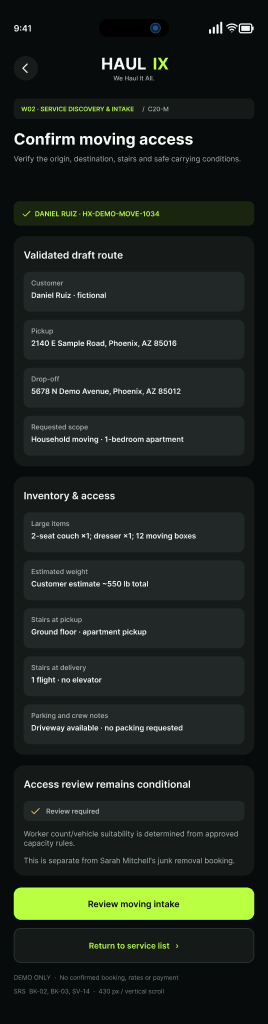 9:41
HAUL IX
We Haul It All.
W02 · SERVICE DISCOVERY & INTAKE / C20-M
Confirm moving access
Verify the origin, destination, stairs and safe carrying conditions.
DANIEL RUIZ · HX-DEMO-MOVE-1034
Validated draft route
Customer
Daniel Ruiz · fictional
Pickup
2140 E Sample Road, Phoenix, AZ 85016
Drop-off
5678 N Demo Avenue, Phoenix, AZ 85012
Requested scope
Household moving · 1-bedroom apartment
Inventory & access
Large items
2-seat couch ×1; dresser ×1; 12 moving boxes
Estimated weight
Customer estimate ~550 lb total
Stairs at pickup
Ground floor · apartment pickup
Stairs at delivery
1 flight · no elevator
Parking and crew notes
Driveway available · no packing requested
Access review remains conditional
Review required
Worker count/vehicle suitability is determined from approved
capacity rules.
This is separate from Sarah Mitchell's junk removal booking.
Review moving intake
Return to service list ›
DEMO ONLY · No confirmed booking, rates or payment
SRS BK-02, BK-03, SV-14 · 430 px / vertical scroll